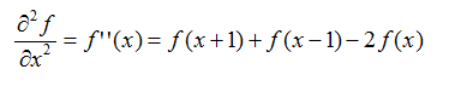 ∂²f/∂x² = f''(x) = f(x+1) + f(x−1) − 2f(x)